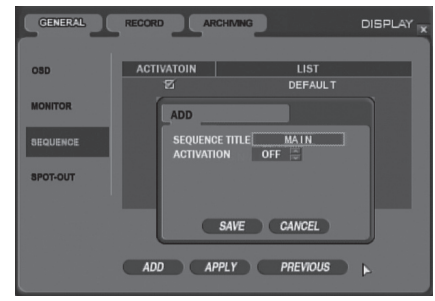 GENERAL RECORD ARCHIVING DISPLAY X
OSD
MONITOR
SEQUENCE
SPOT-OUT
ACTIVATOIN LIST
DEFAULT
ADD
SEQUENCE TITLE MAIN
ACTIVATION OFF
SAVE CANCEL
ADD APPLY PREVIOUS